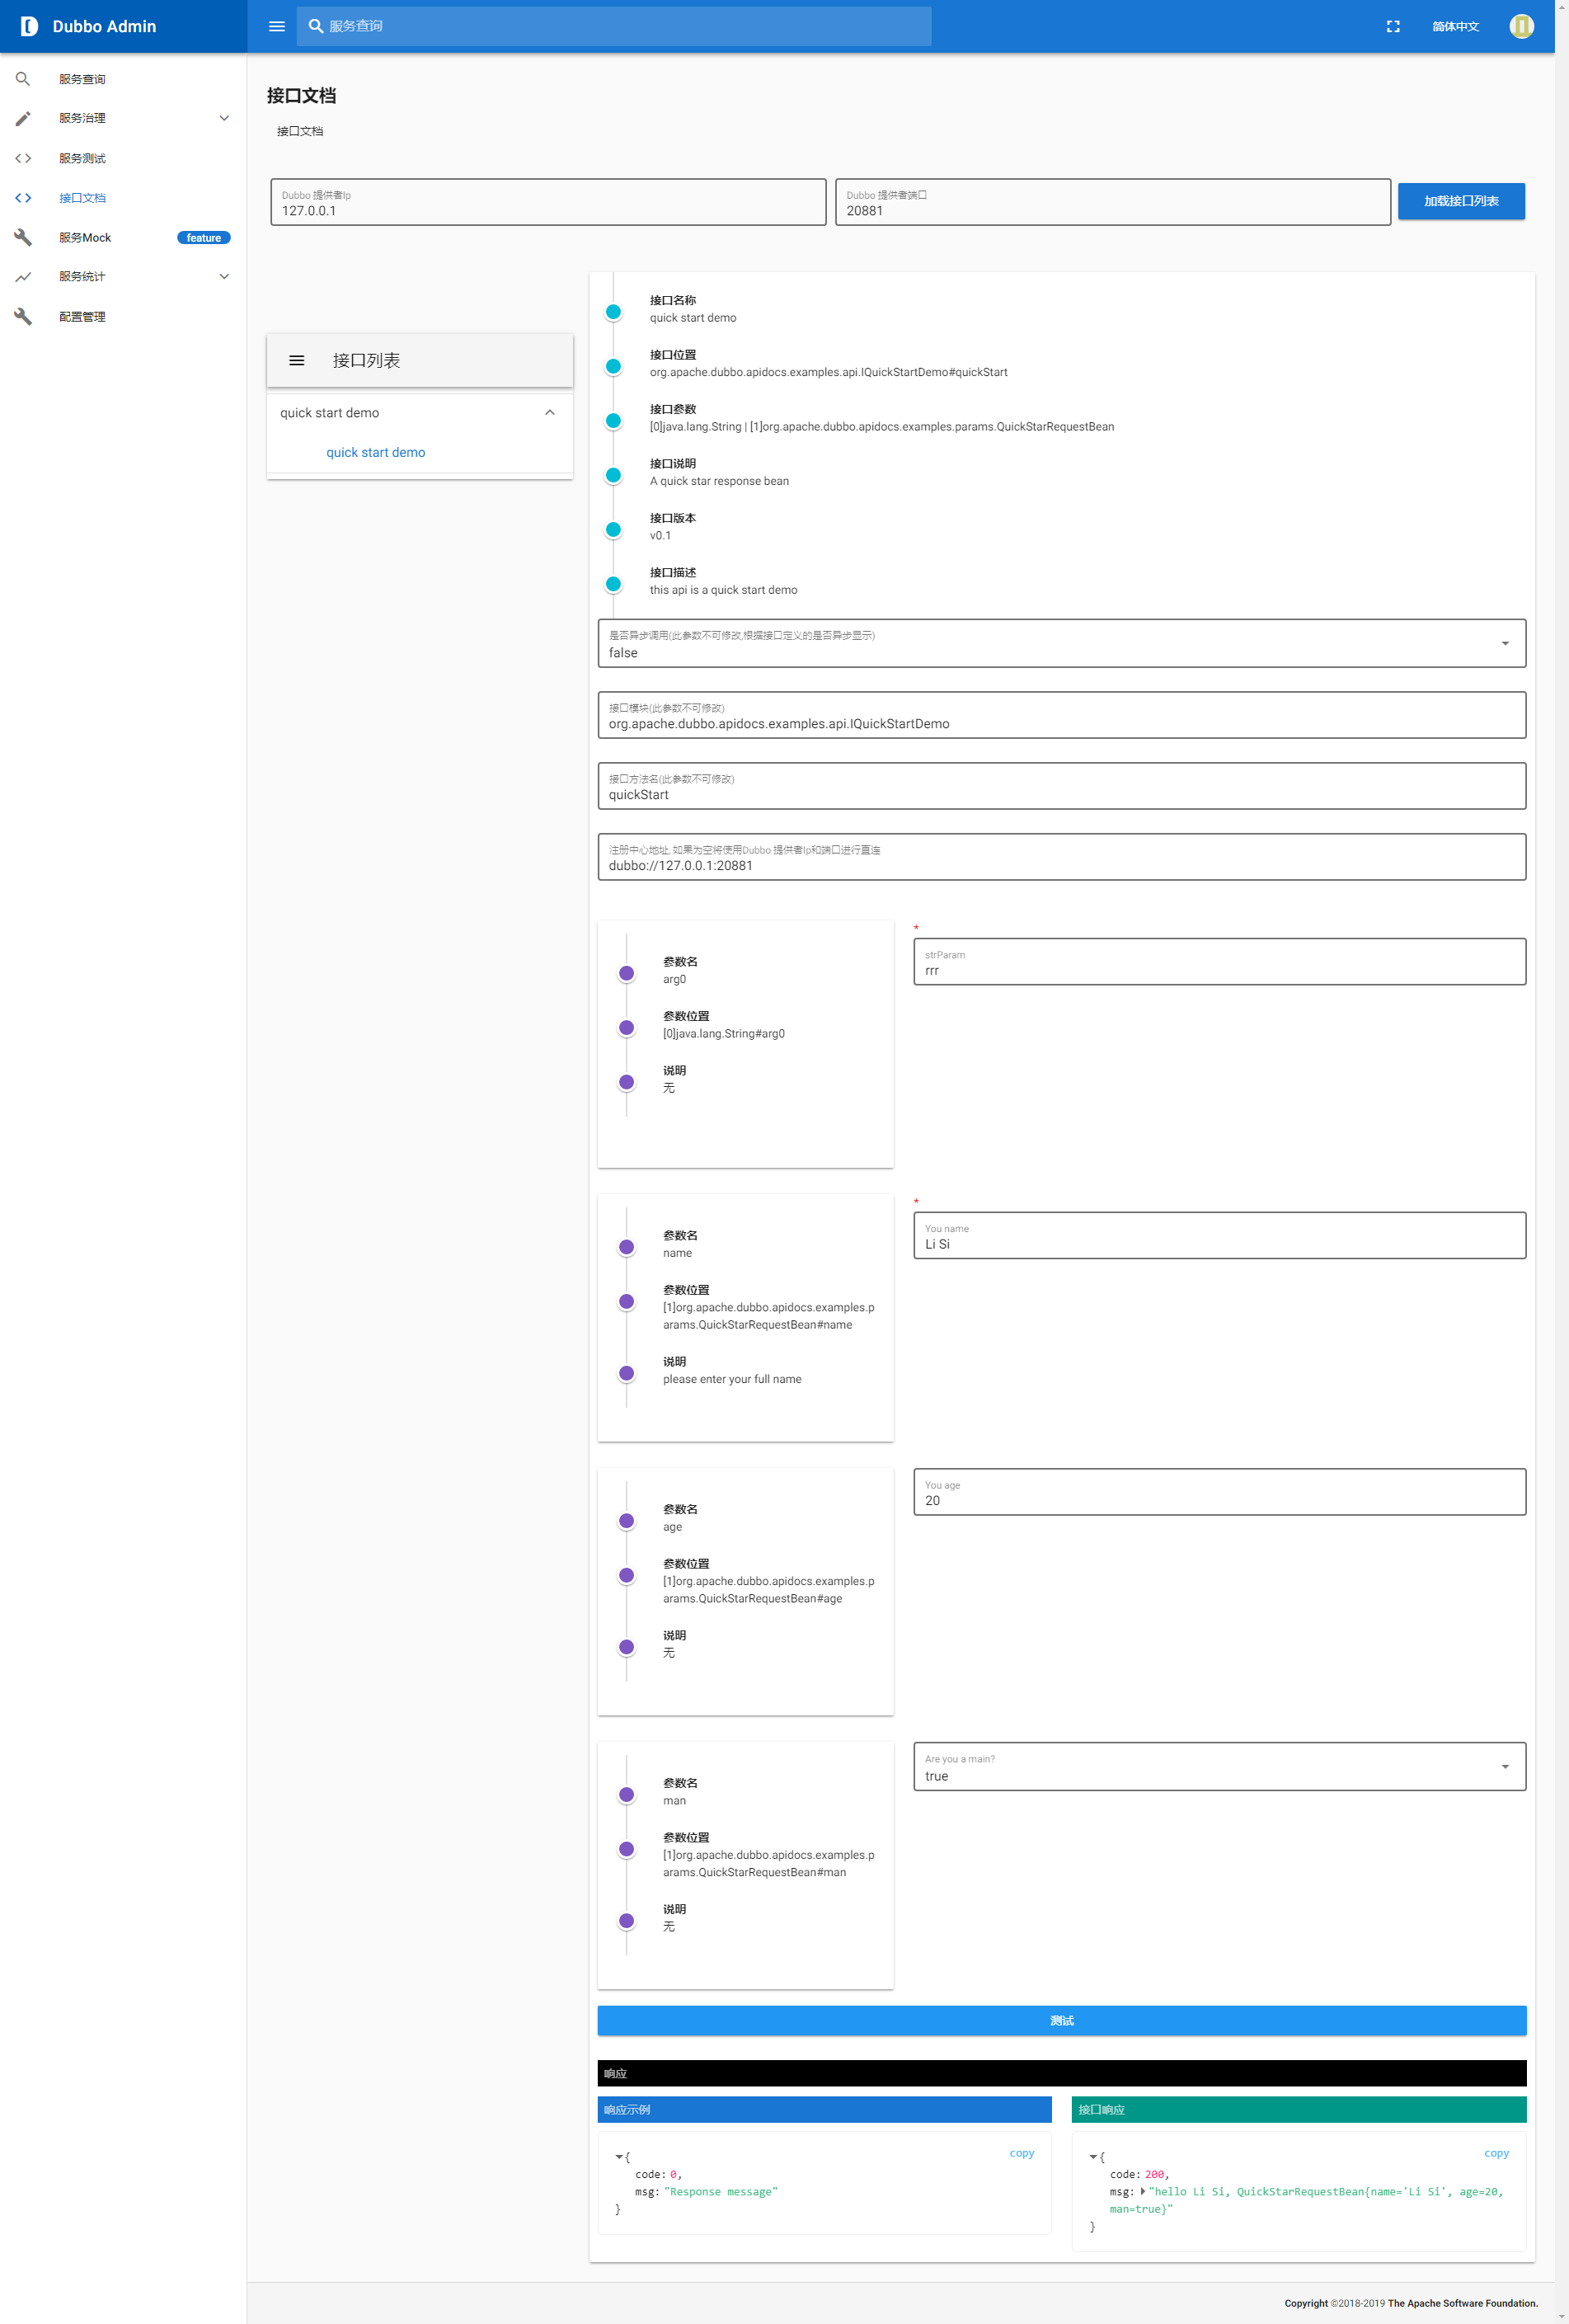 Dubbo Admin
服务查询
简体中文
服务查询
服务治理
服务测试
接口文档
服务Mock
feature
服务统计
配置管理
接口文档
接口文档
Dubbo 提供者Ip
127.0.0.1
Dubbo 提供者端口
20881
加载接口列表
接口列表
quick start demo
quick start demo
接口名称
quick start demo
接口位置
org.apache.dubbo.apidocs.examples.api.IQuickStartDemo#quickStart
接口参数
[0]java.lang.String | [1]org.apache.dubbo.apidocs.examples.params.QuickStarRequestBean
接口说明
A quick star response bean
接口版本
v0.1
接口描述
this api is a quick start demo
是否异步调用(此参数不可修改,根据接口定义的是否异步显示)
false
接口模块(此参数不可修改)
org.apache.dubbo.apidocs.examples.api.IQuickStartDemo
接口方法名(此参数不可修改)
quickStart
注册中心地址, 如果为空将使用Dubbo 提供者Ip和端口进行直连
dubbo://127.0.0.1:20881
参数名
arg0
参数位置
[0]java.lang.String#arg0
说明
无
*
strParam
rrr
参数名
name
参数位置
[1]org.apache.dubbo.apidocs.examples.p
arams.QuickStarRequestBean#name
说明
please enter your full name
*
You name
Li Si
参数名
age
参数位置
[1]org.apache.dubbo.apidocs.examples.p
arams.QuickStarRequestBean#age
说明
无
You age
20
参数名
man
参数位置
[1]org.apache.dubbo.apidocs.examples.p
arams.QuickStarRequestBean#man
说明
无
Are you a main?
true
测试
响应
响应示例
copy
{
code: 0,
msg: "Response message"
}
接口响应
copy
{
code: 200,
msg: "hello Li Si, QuickStarRequestBean{name='Li Si', age=20,
man=true}"
}
Copyright ©2018-2019 The Apache Software Foundation.